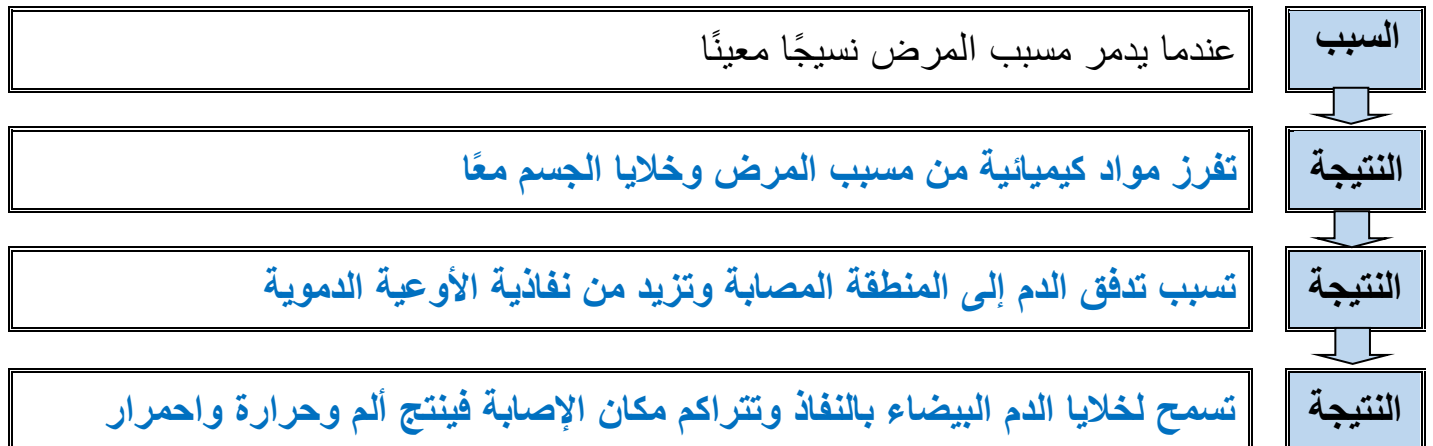 السبب
عندما يدمر مسبب المرض نسيجًا معينًا
النتيجة
تفرز مواد كيميائية من مسبب المرض وخلايا الجسم معًا
النتيجة
تسبب تدفق الدم إلى المنطقة المصابة وتزيد من نفاذية الأوعية الدموية
النتيجة
تسمح لخلايا الدم البيضاء بالنفاذ وتتراكم مكان الإصابة فينتج ألم وحرارة واحمرار